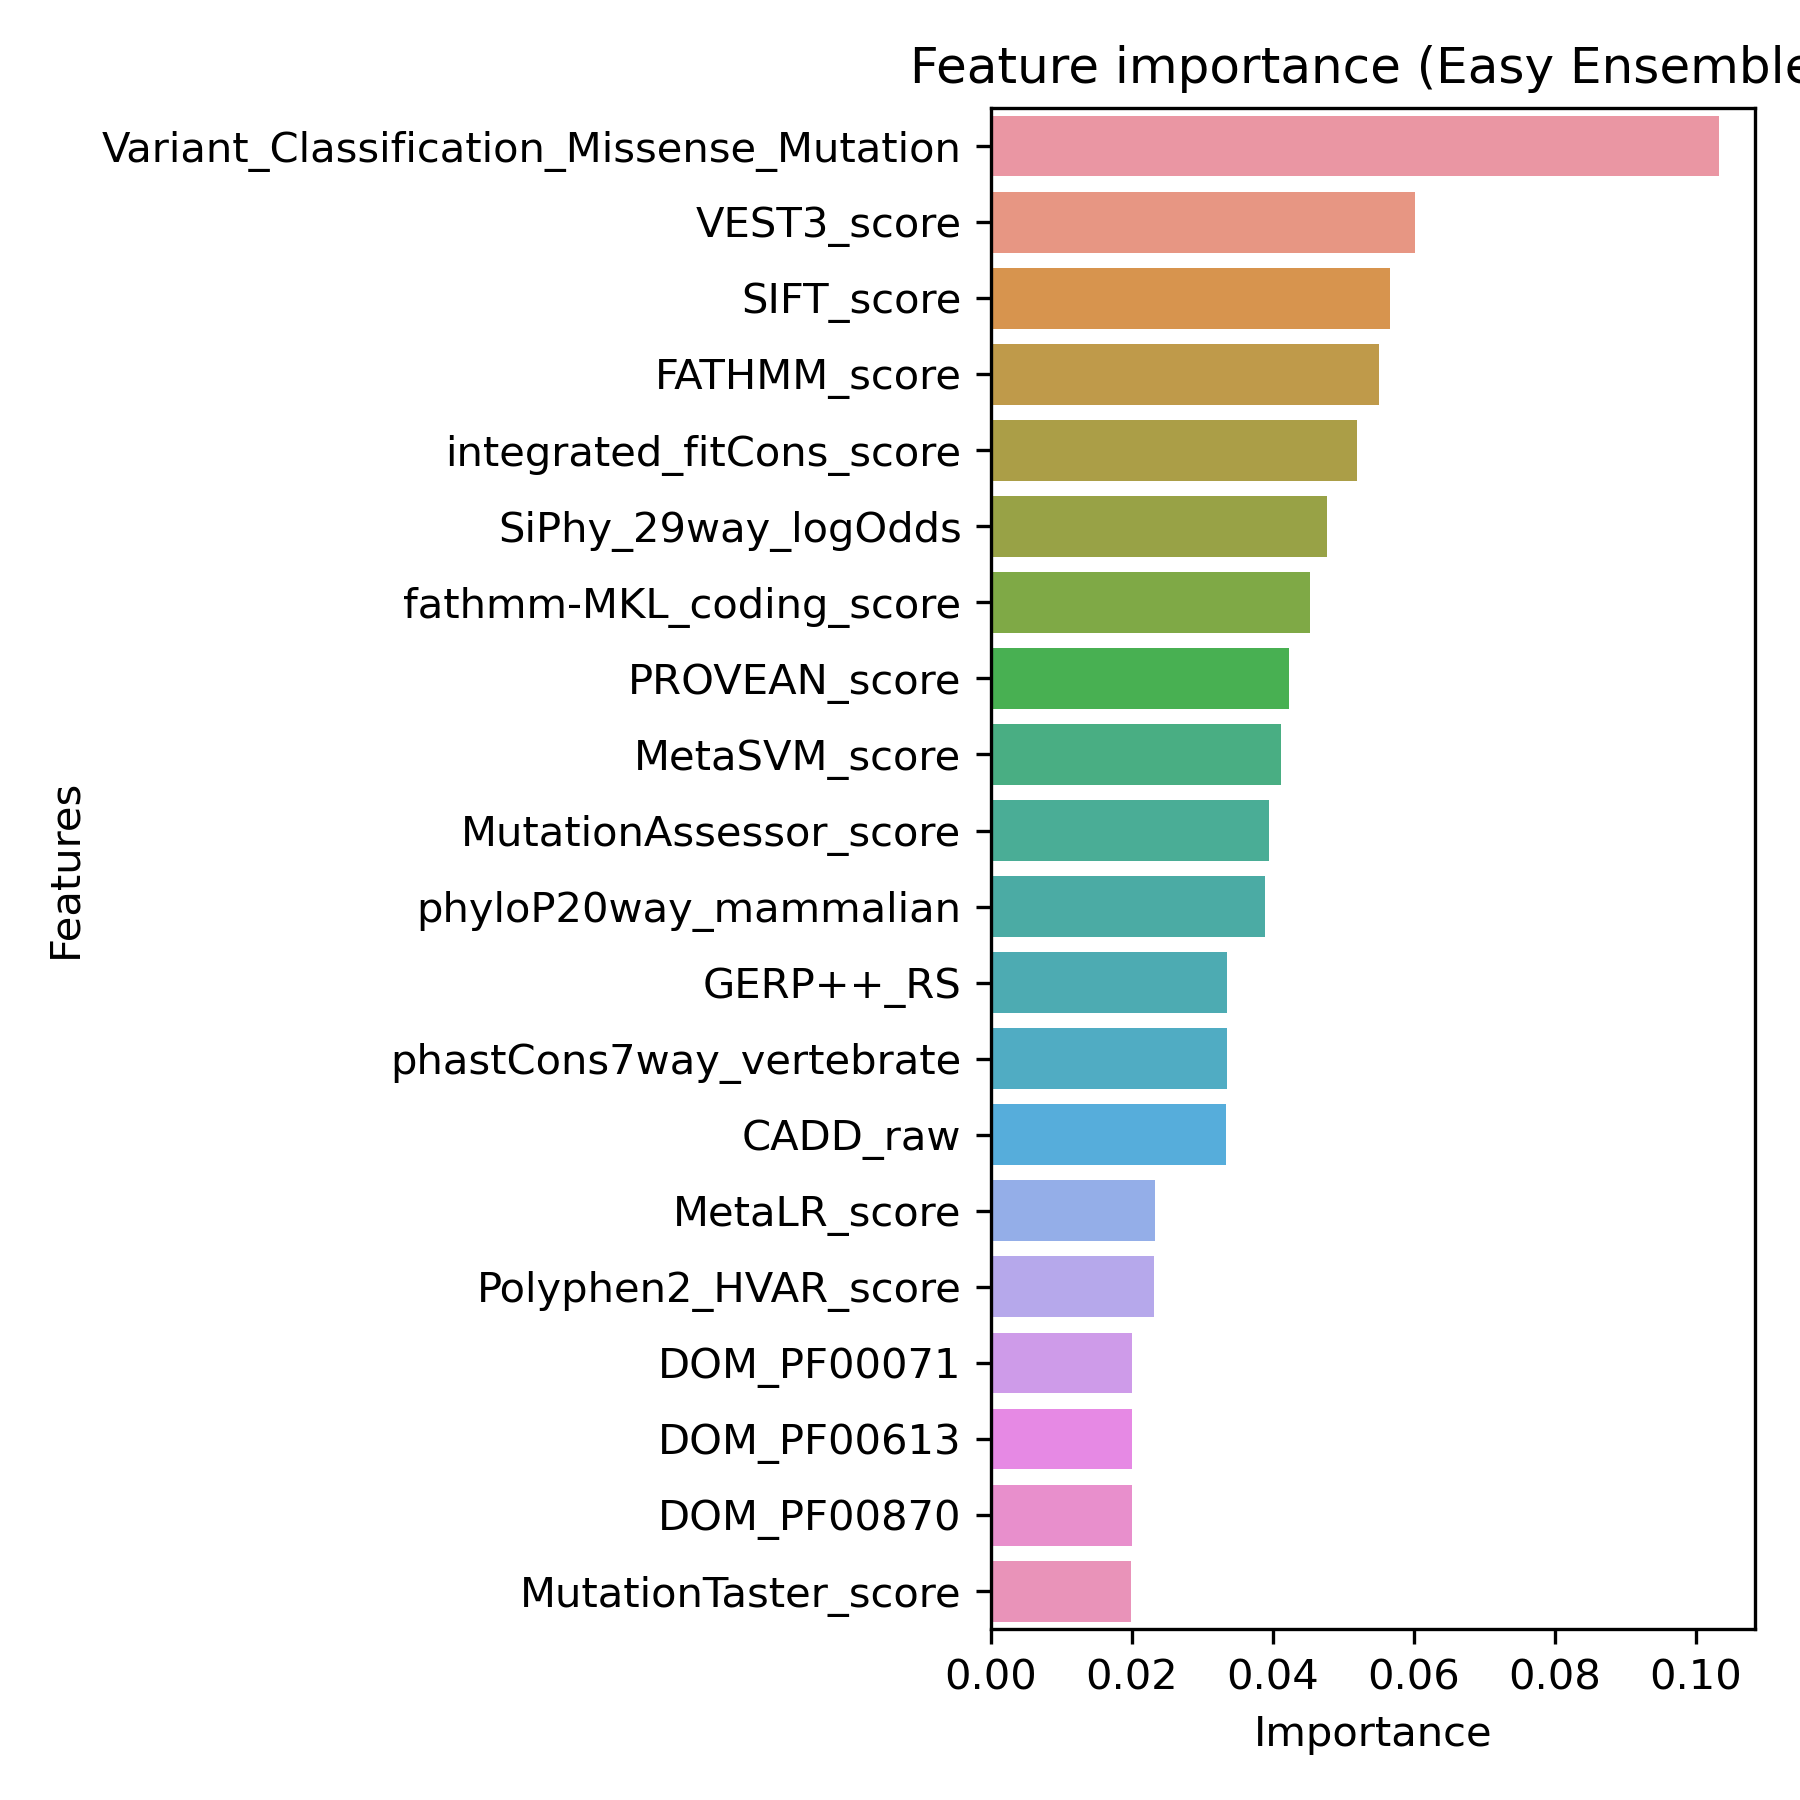 Feature importance (Easy Ensemble
Variant_Classification_Missense_Mutation
VEST3_score
SIFT_score
FATHMM_score
integrated_fitCons_score
SiPhy_29way_logOdds
fathmm-MKL_coding_score
PROVEAN_score
MetaSVM_score
MutationAssessor_score
phyloP20way_mammalian
GERP++_RS
phastCons7way_vertebrate
CADD_raw
MetaLR_score
Polyphen2_HVAR_score
DOM_PF00071
DOM_PF00613
DOM_PF00870
MutationTaster_score
Features
0.00 0.02 0.04 0.06 0.08 0.10
Importance